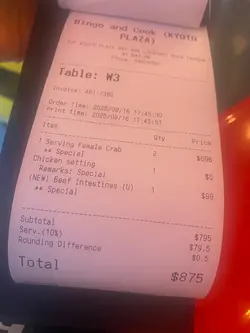 Bingo and Cook (KYOTO
PLAZA)
Table: W3
Order time: 2025/09/16 17:45:00
Print time: 2025/09/16 17:45:51
Item Qty Price
1 Serving Female Crab 2 $696
** Special
Chicken setting 1 $0
Remarks: Special
(NEW) Beef Intestines (U) 1 $99
** Special
Subtotal $795
Serv.(10%) $79.5
Rounding Difference $0.5
Total $875